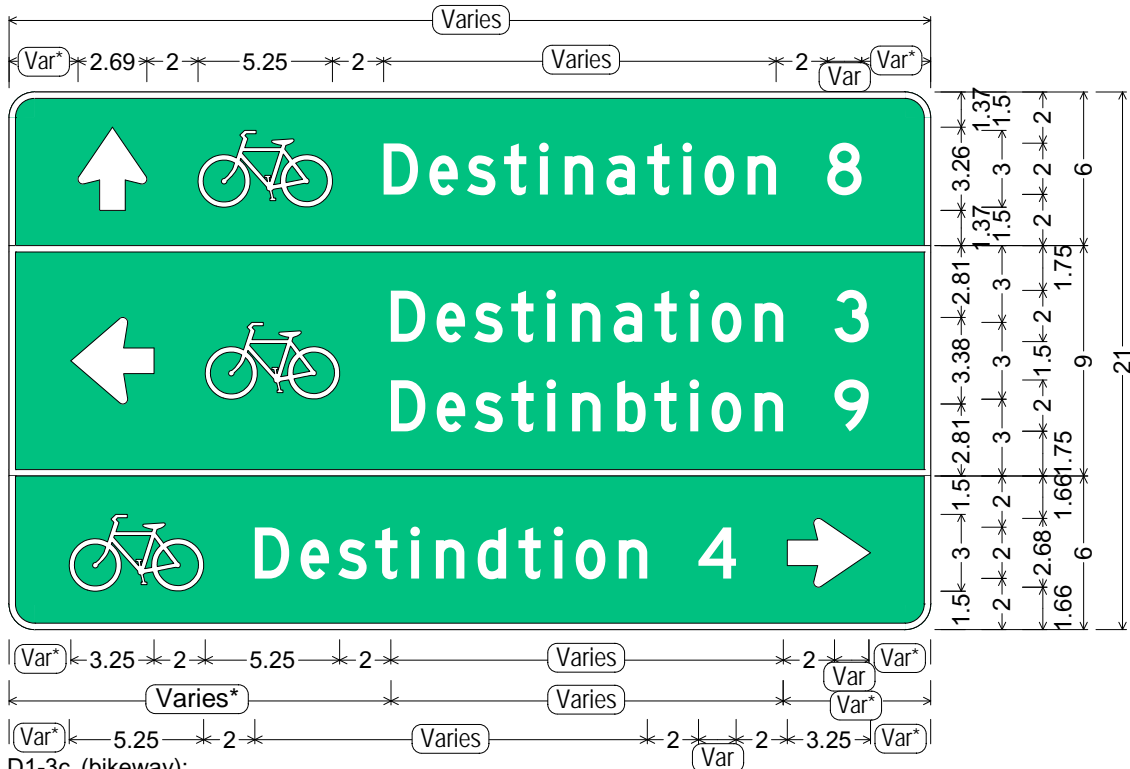 Varies
Var* 2.69 2 5.25 2 Varies 2 Var Var*
Destination 8
1.37 3.26 1.37
1.5 3 1.5
2 2 2
6
Destination 3
Destinbtion 9
2.81 3.38 2.81
3 3 3
1.75 2 1.5 2 1.75
9
21
Destindtion 4
1.5 3 1.5
2 2 2
1.66 2.68 1.66
6
Var* 3.25 2 5.25 2 Varies 2 Var Var*
Varies* Varies Var*
Var* 5.25 2 Varies 2 Var 2 3.25 Var*
D1-3c (bikeway):